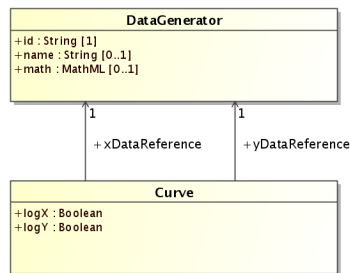 DataGenerator
+id : String [1]
+name : String [0..1]
+math : MathML [0..1]
1 1
+xDataReference +yDataReference
Curve
+logX : Boolean
+logY : Boolean